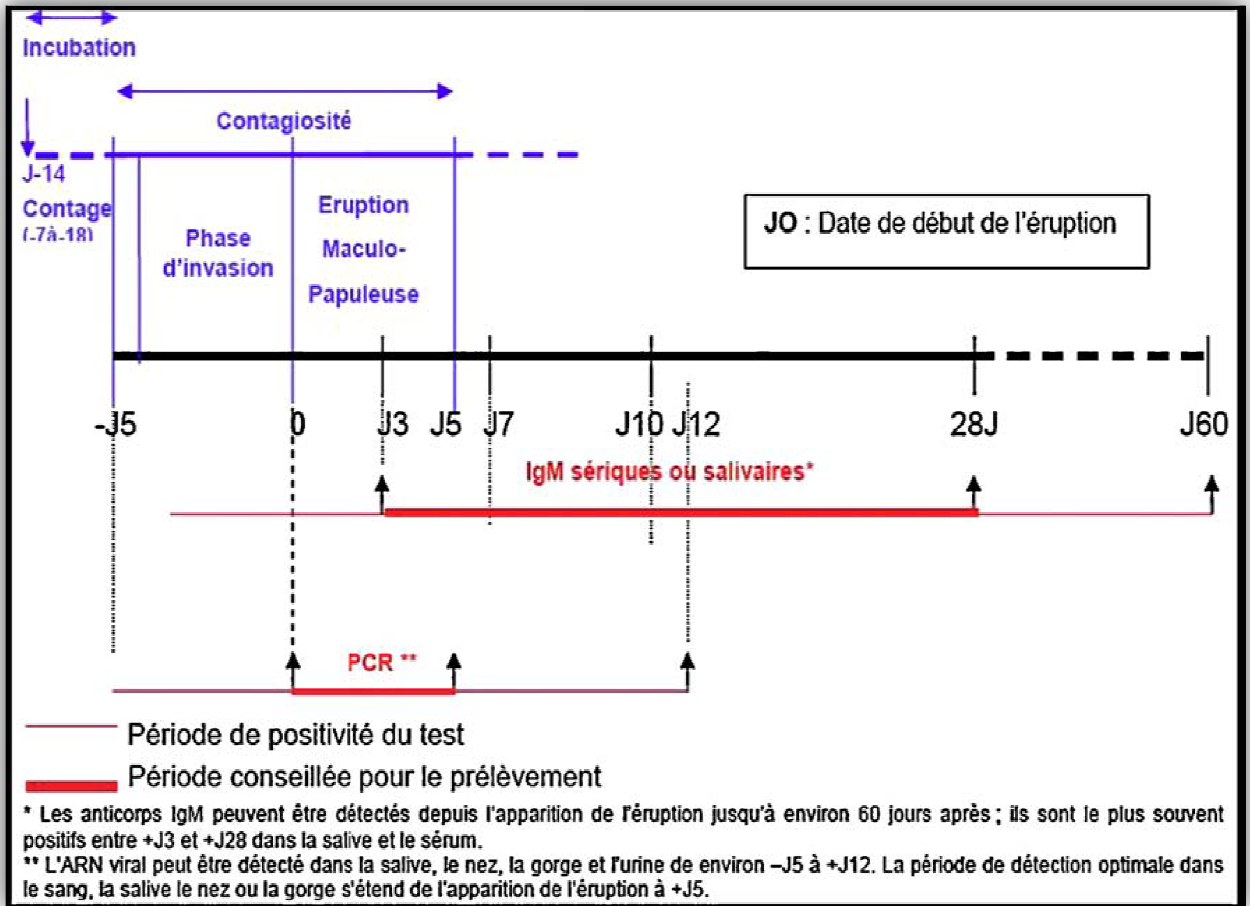 Incubation
Contagiosité
J-14
Contage
(-7à-18)
Phase
d'invasion
Eruption
Maculo-
Papuleuse
JO : Date de début de l'éruption
-J5 0 J3 J5 J7 J10 J12 28J J60
IgM sériques ou salivaires*
PCR **
Période de positivité du test
Période conseillée pour le prélèvement
* Les anticorps IgM peuvent être détectés depuis l'apparition de l'éruption jusqu'à environ 60 jours après ; ils sont le plus souvent
positifs entre +J3 et +J28 dans la salive et le sérum.
** L'ARN viral peut être détecté dans la salive, le nez, la gorge et l'urine de environ –J5 à +J12. La période de détection optimale dans
le sang, la salive le nez ou la gorge s'étend de l'apparition de l'éruption à +J5.